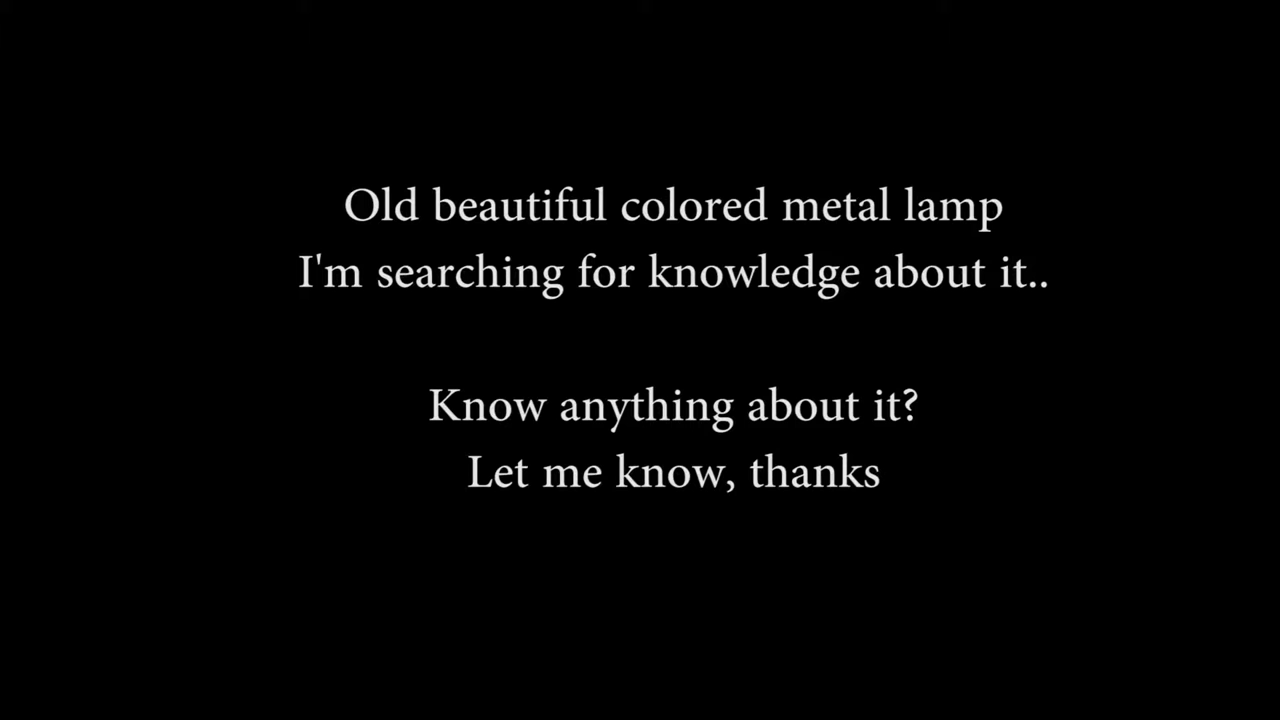 Old beautiful colored metal lamp
I'm searching for knowledge about it..
Know anything about it?
Let me know, thanks